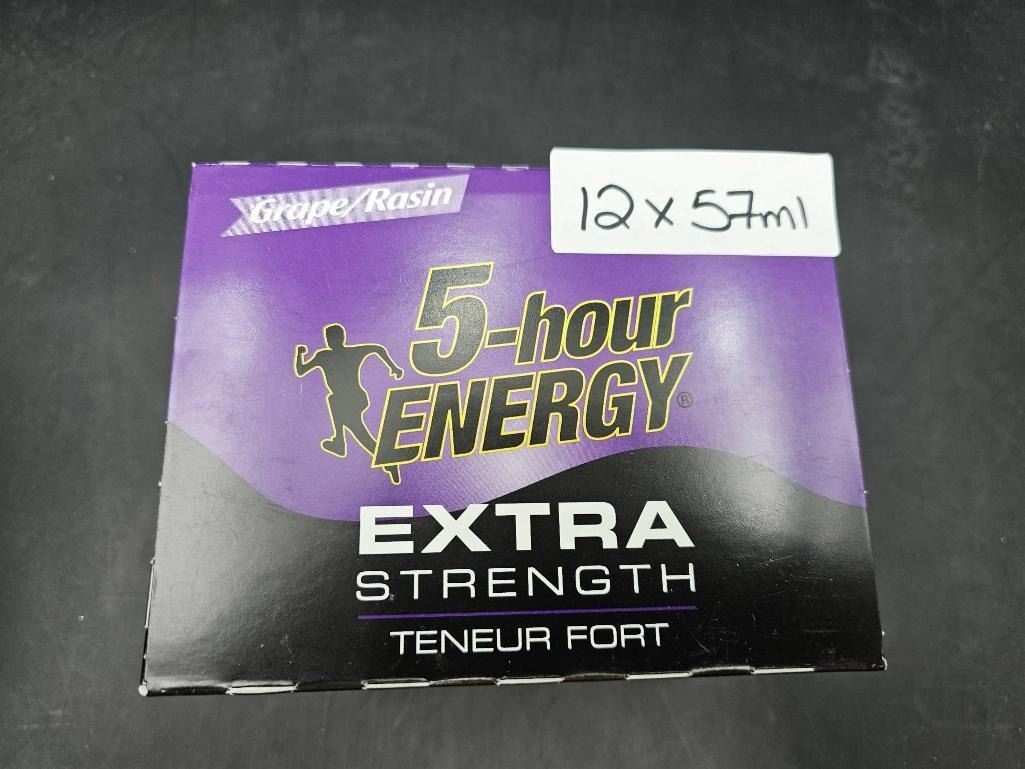 Grape/Rasin
12 x 57ml
5-hour
ENERGY®
EXTRA
STRENGTH
TENEUR FORT